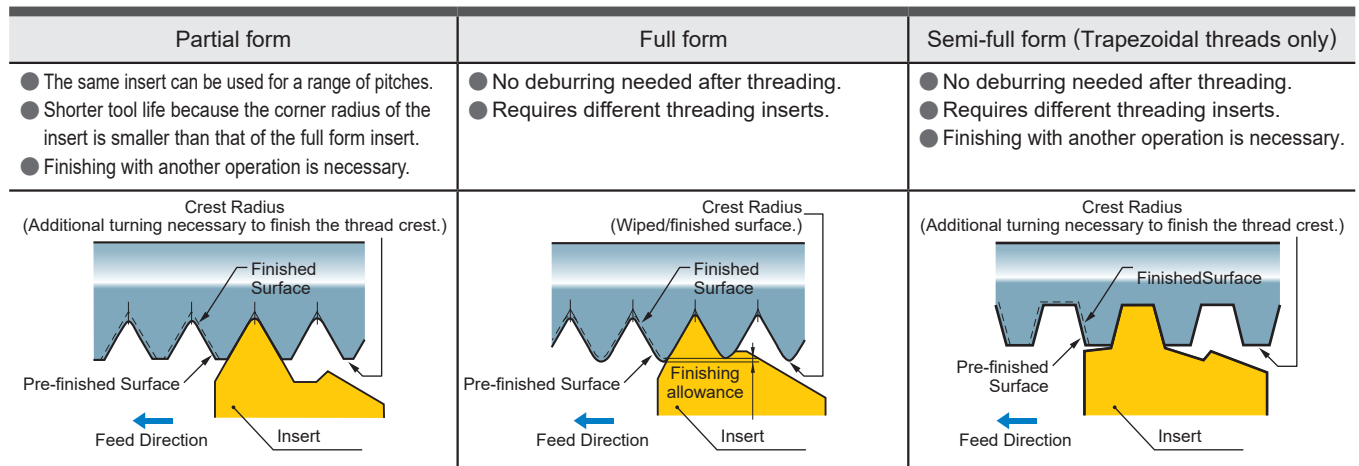 Partial form
Full form
Semi-full form (Trapezoidal threads only)
● The same insert can be used for a range of pitches.
● Shorter tool life because the corner radius of the
insert is smaller than that of the full form insert.
● Finishing with another operation is necessary.
● No deburring needed after threading.
● Requires different threading inserts.
● No deburring needed after threading.
● Requires different threading inserts.
● Finishing with another operation is necessary.
Crest Radius
(Additional turning necessary to finish the thread crest.)
Finished
Surface
Pre-finished Surface
Feed Direction
Insert
Crest Radius
(Wiped/finished surface.)
Finished
Surface
Pre-finished Surface
Finishing
allowance
Feed Direction
Insert
Crest Radius
(Additional turning necessary to finish the thread crest.)
FinishedSurface
Pre-finished
Surface
Feed Direction
Insert